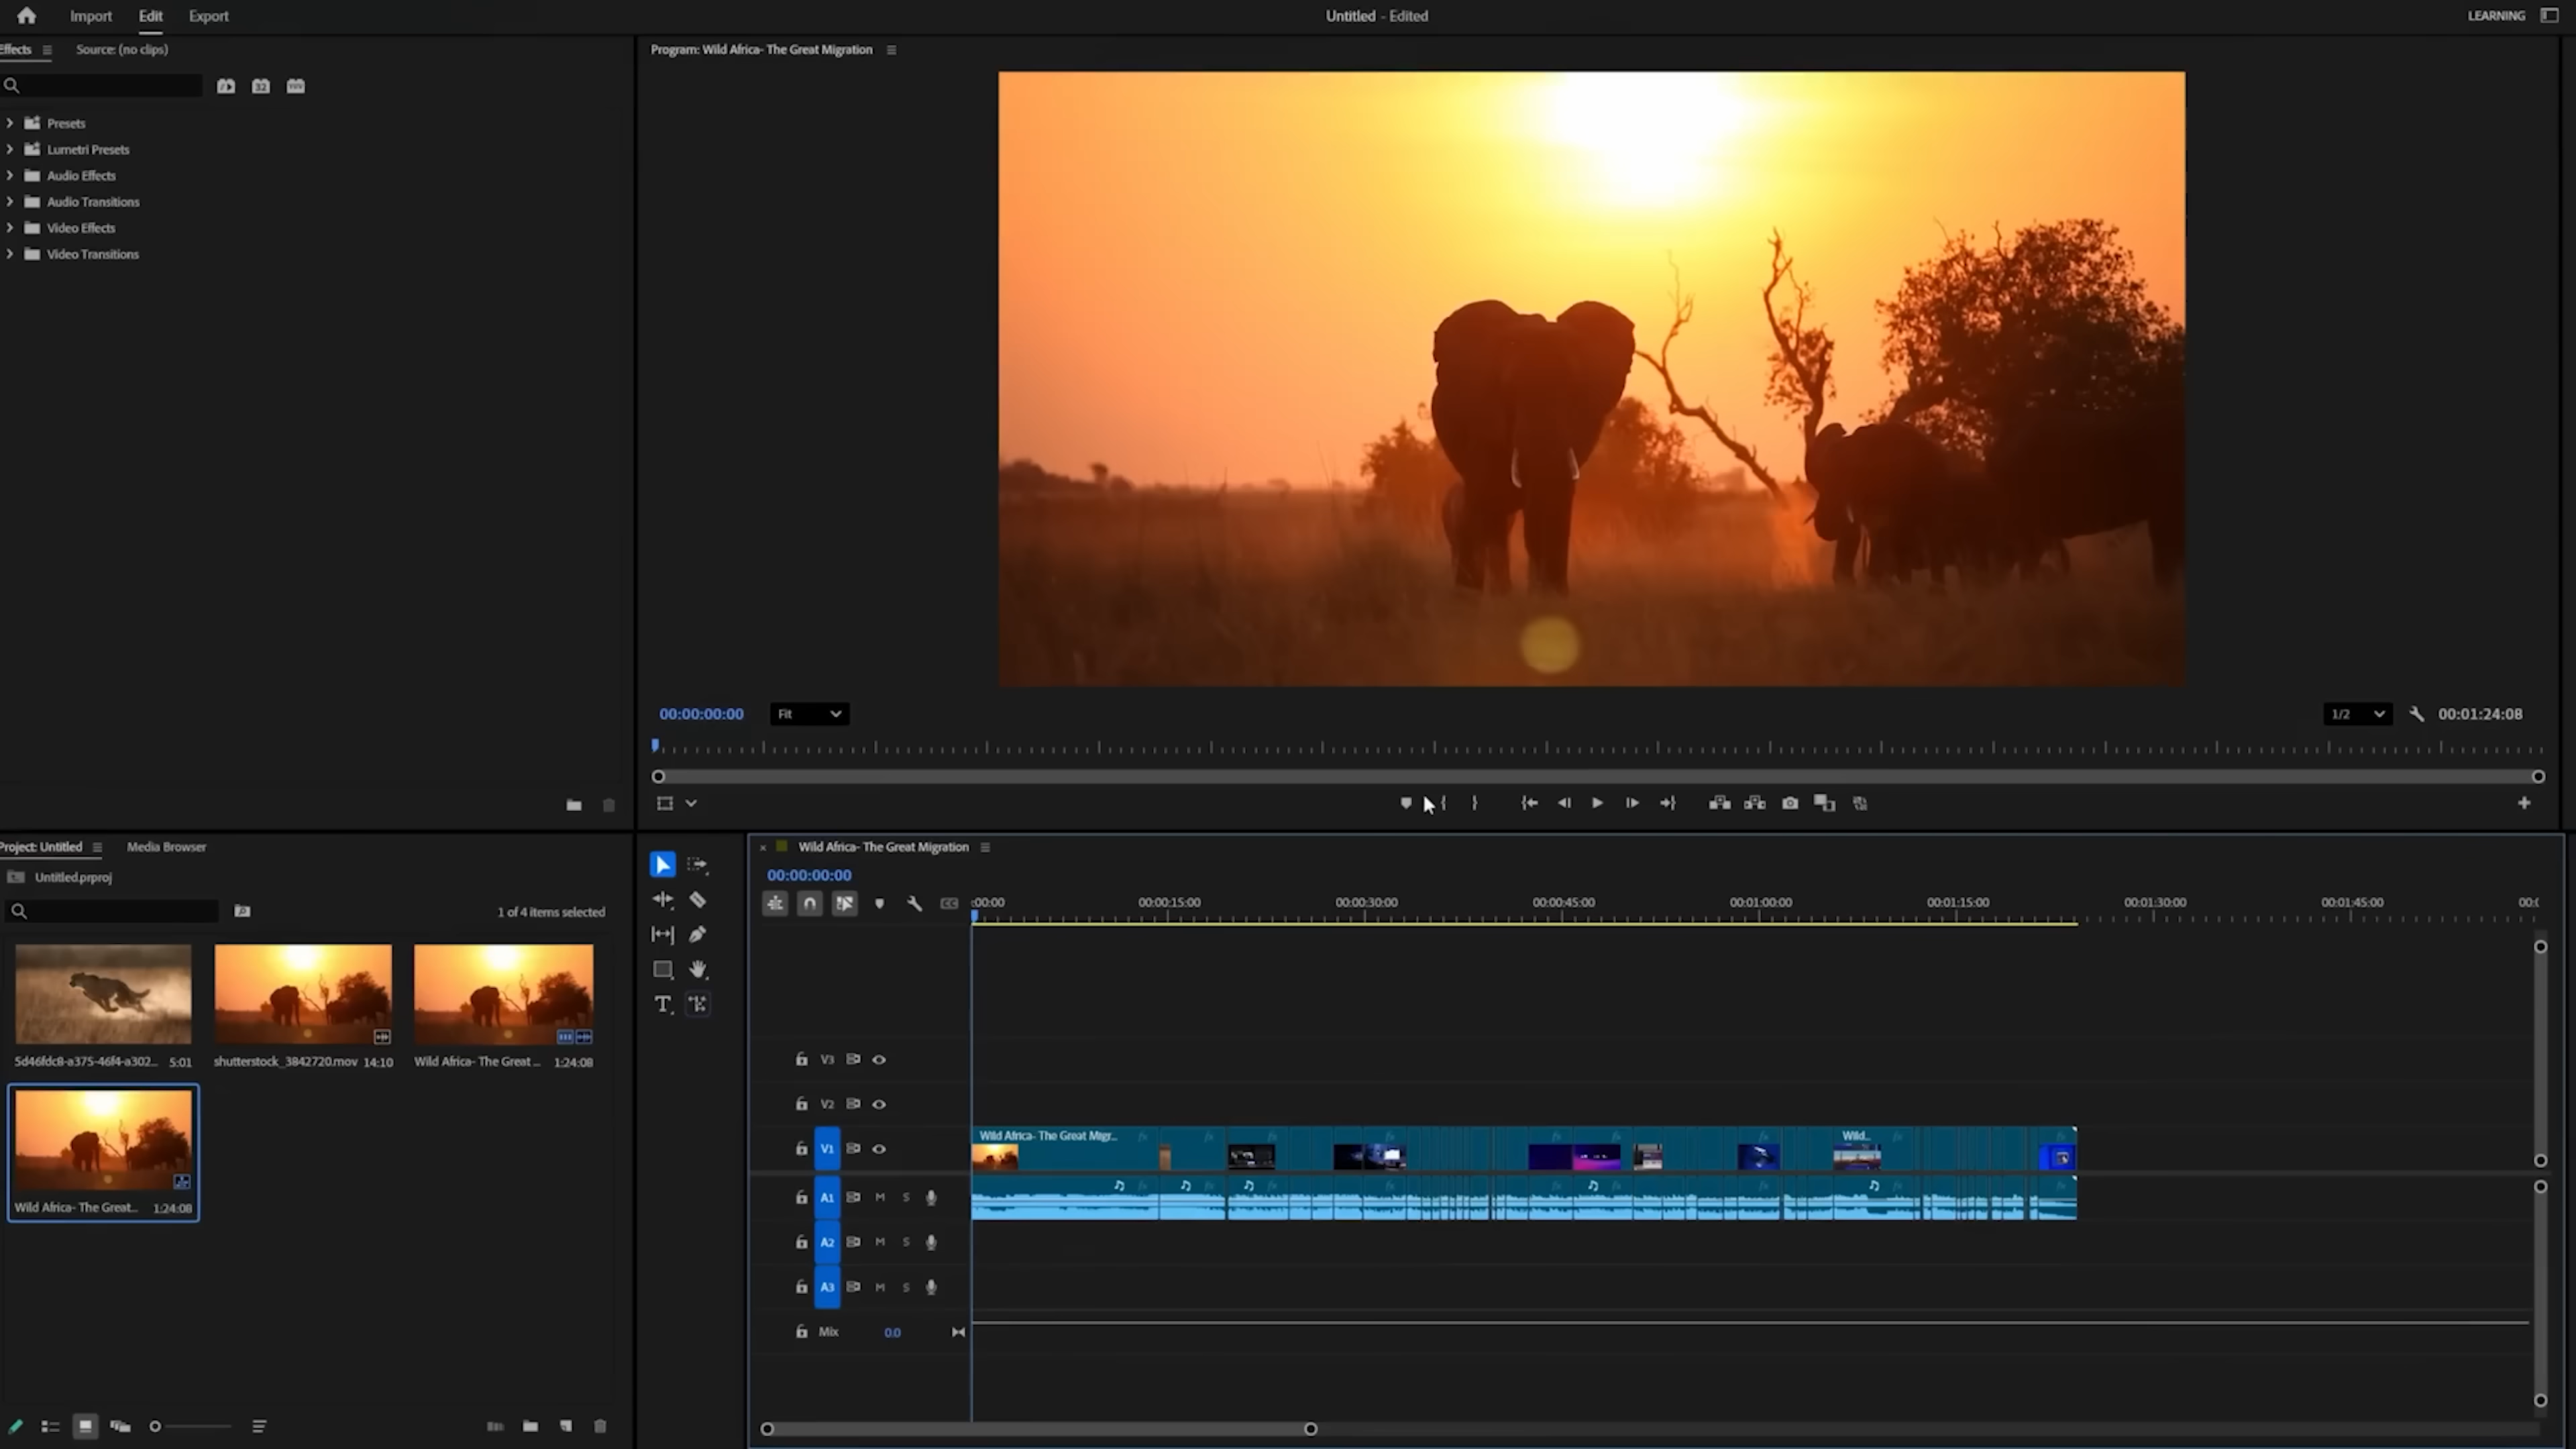 Import Edit Export
Untitled - Edited
LEARNING
Effects
Source: (no clips)
Program: Wild Africa- The Great Migration
32
YUV
Presets
Lumetri Presets
Audio Effects
Audio Transitions
Video Effects
Video Transitions
00:00:00:00
Fit
1/2
00:01:24:08
Project: Untitled
Media Browser
Untitled.prproj
1 of 4 items selected
5d46fdc8-a375-46f4-a302... 5:01
shutterstock_3842720.mov 14:10
Wild Africa- The Great ... 1:24:08
Wild Africa- The Great... 1:24:08
T
× Wild Africa- The Great Migration
00:00:00:00
:00:00 00:00:15:00 00:00:30:00 00:00:45:00 00:01:00:00 00:01:15:00 00:01:30:00 00:01:45:00 00:0
V3
V2
V1
Wild Africa- The Great Migr... fx
Wild... fx
A1 M S
A2 M S
A3 M S
Mix 0.0